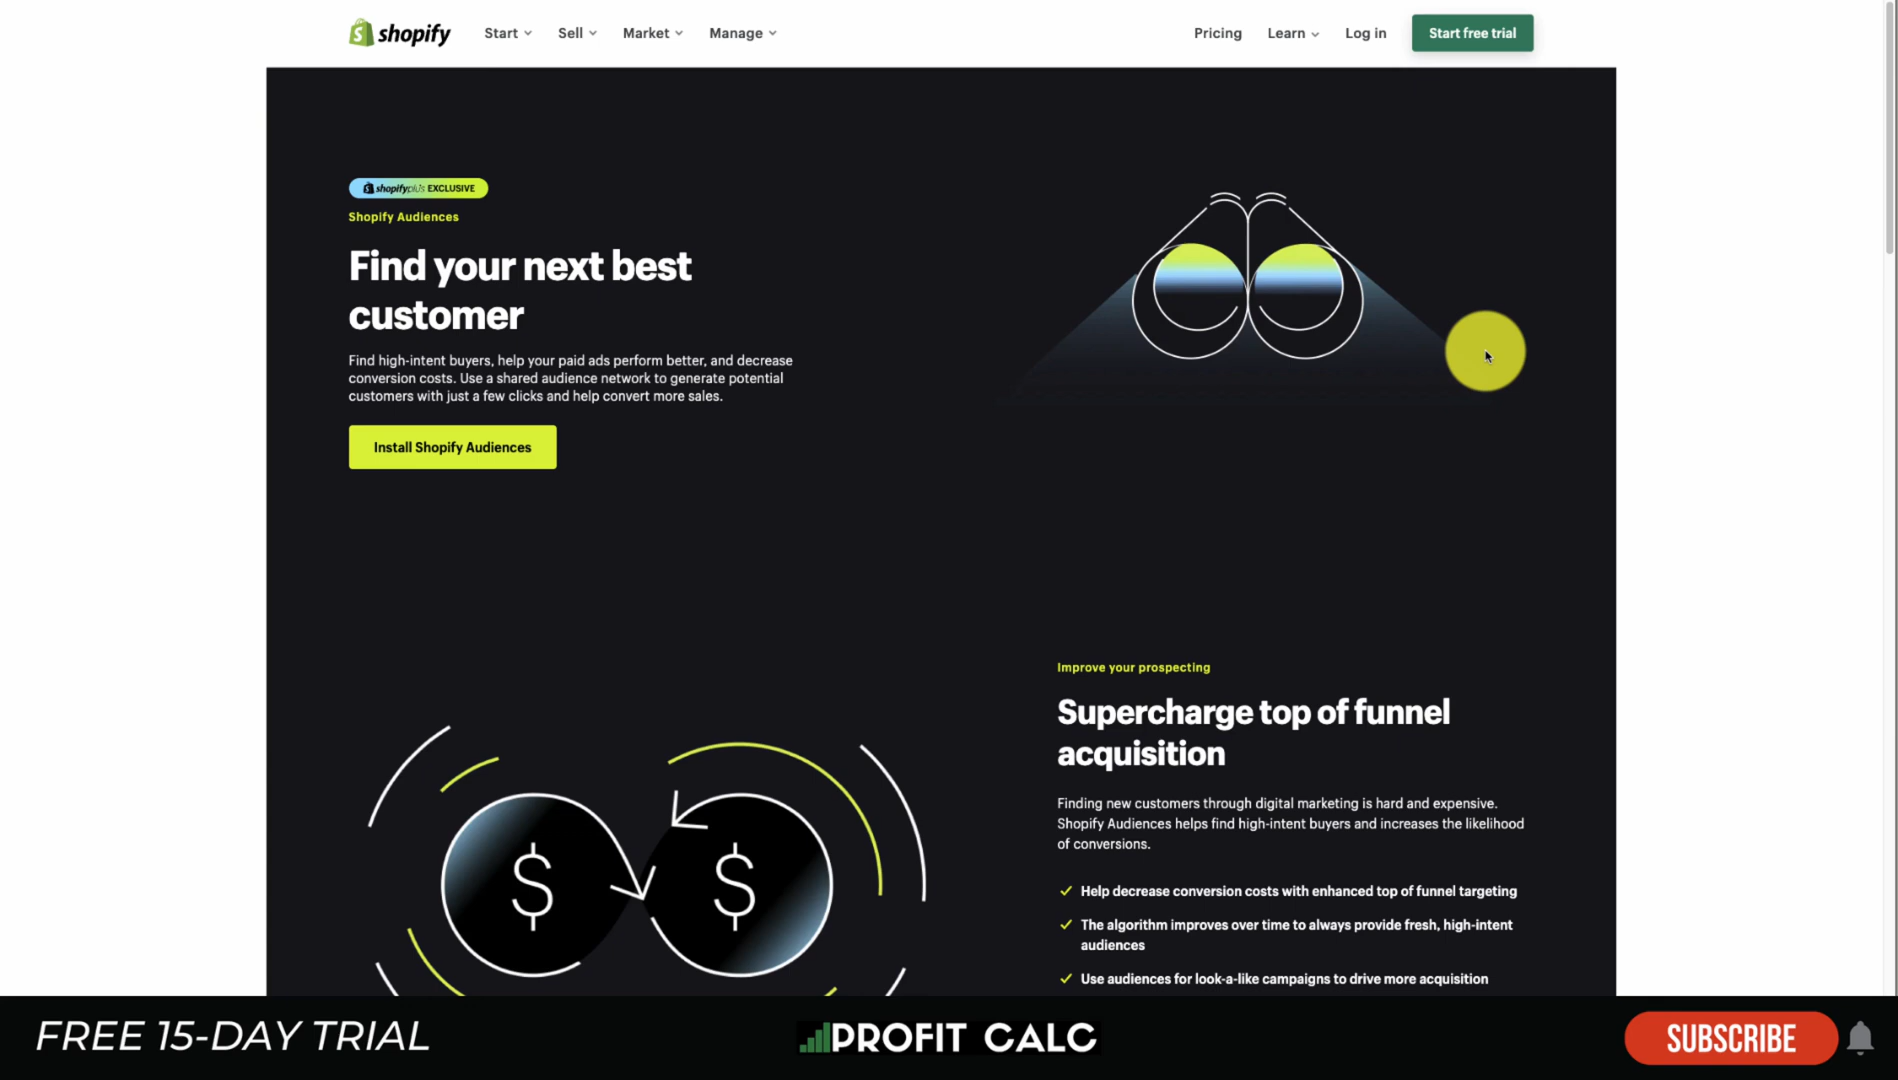 shopify
Start
Sell
Market
Manage
Pricing
Learn
Log in
Start free trial
shopifyplus EXCLUSIVE
Shopify Audiences
Find your next best
customer
Find high-intent buyers, help your paid ads perform better, and decrease
conversion costs. Use a shared audience network to generate potential
customers with just a few clicks and help convert more sales.
Install Shopify Audiences
Improve your prospecting
Supercharge top of funnel
acquisition
Finding new customers through digital marketing is hard and expensive.
Shopify Audiences helps find high-intent buyers and increases the likelihood
of conversions.
Help decrease conversion costs with enhanced top of funnel targeting
The algorithm improves over time to always provide fresh, high-intent
audiences
Use audiences for look-a-like campaigns to drive more acquisition
$ $
FREE 15-DAY TRIAL
PROFIT CALC
SUBSCRIBE